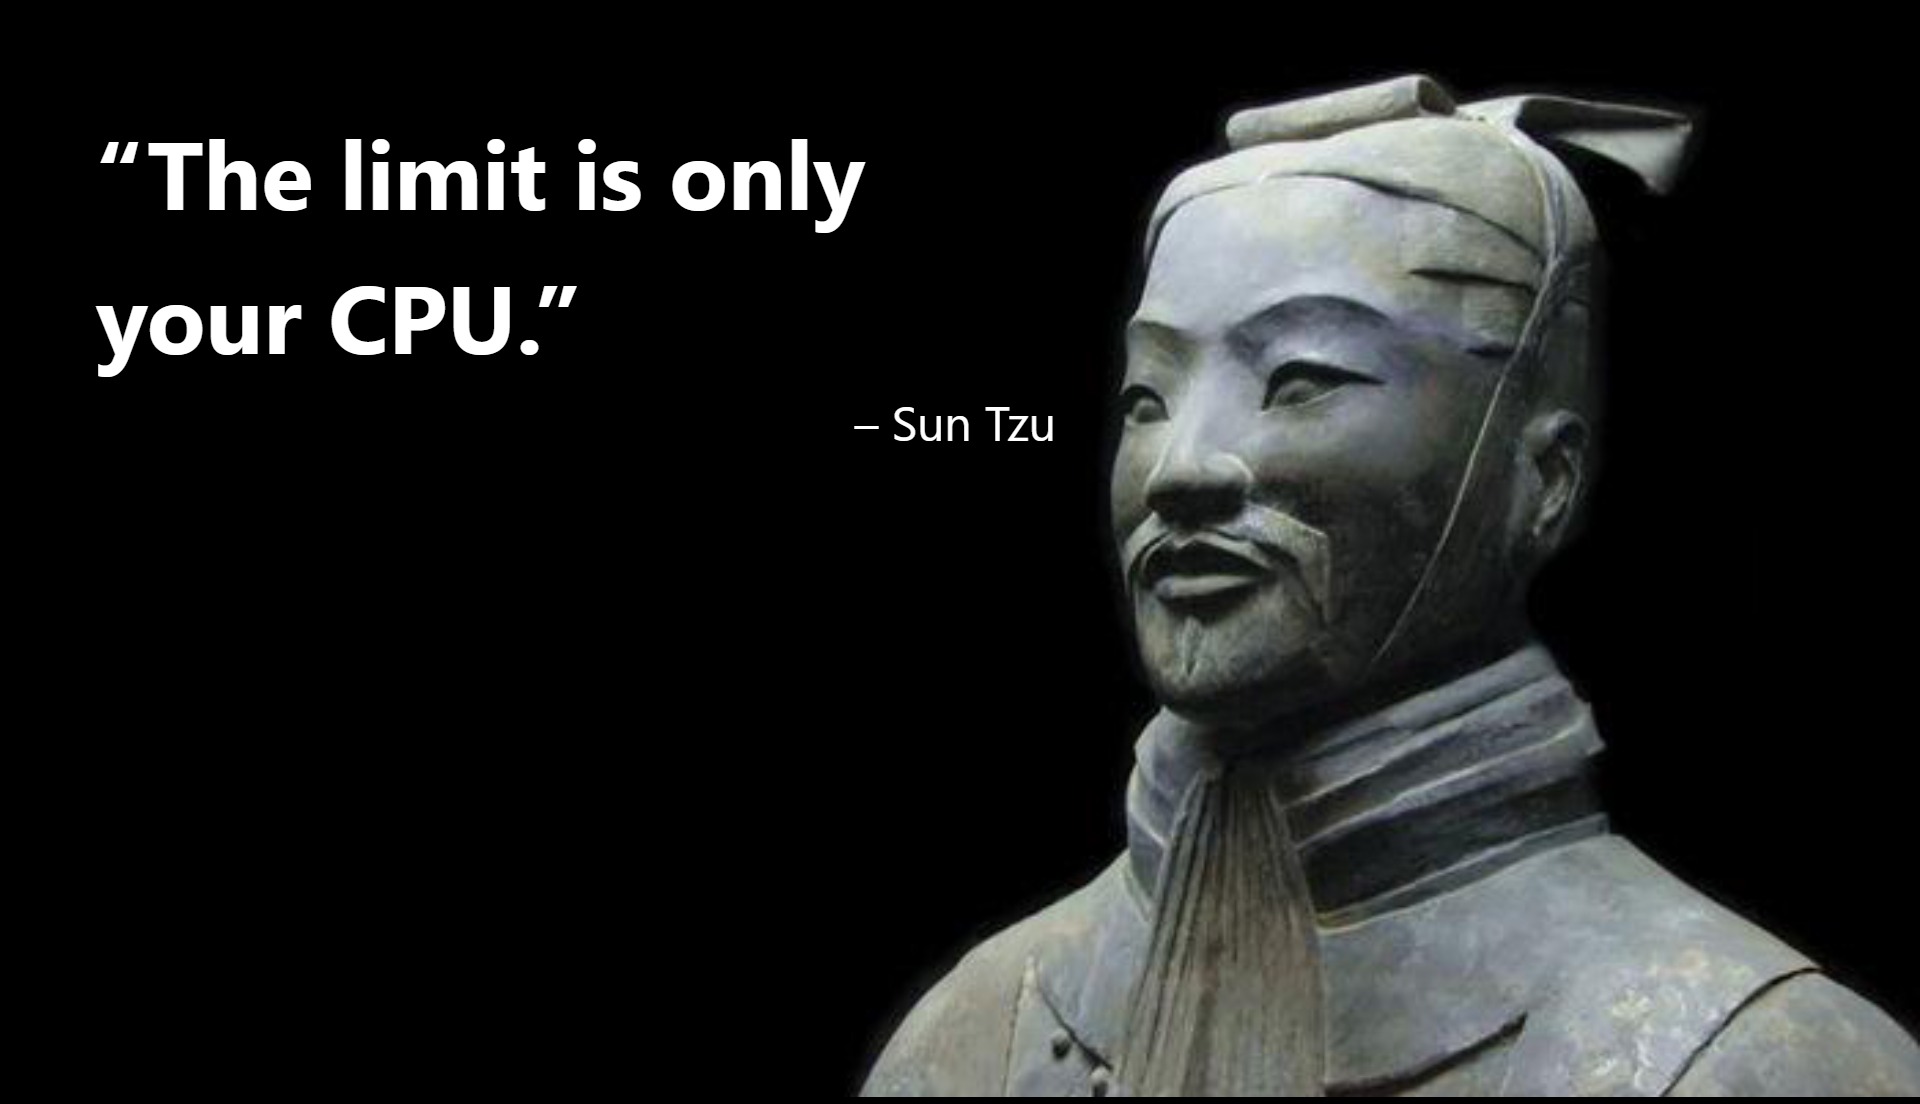 “The limit is only
your CPU.”
– Sun Tzu